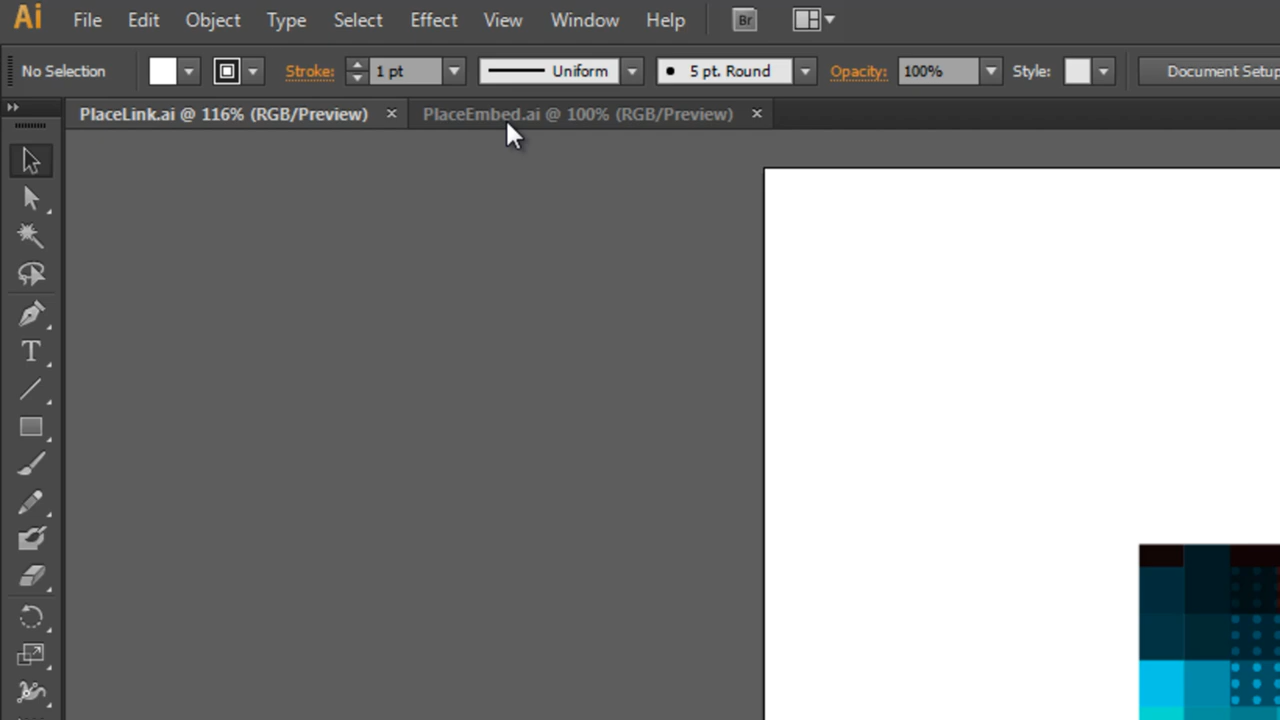 Ai File Edit Object Type Select Effect View Window Help Br
No Selection Stroke: 1 pt Uniform 5 pt. Round Opacity: 100% Style: Document Setup
PlaceLink.ai @ 116% (RGB/Preview) × PlaceEmbed.ai @ 100% (RGB/Preview) ×